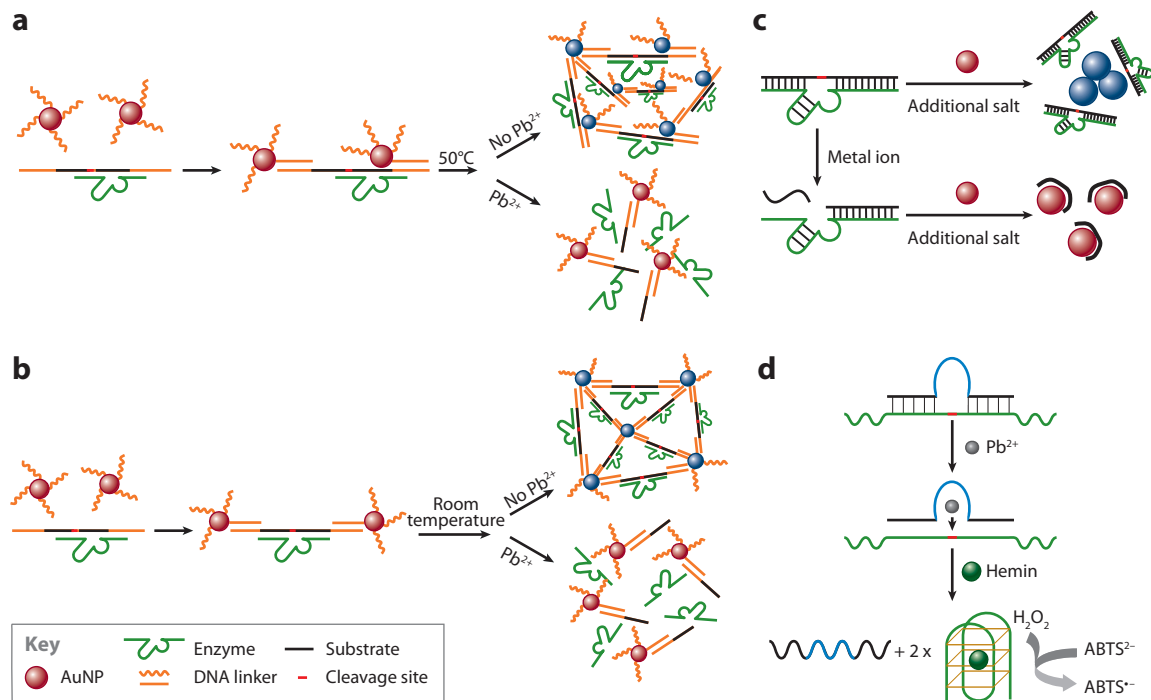 a
50°C
No Pb²⁺
Pb²⁺
b
Room
temperature
No Pb²⁺
Pb²⁺
Key
AuNP
Enzyme
DNA linker
Substrate
Cleavage site
c
Additional salt
Metal ion
Additional salt
d
Pb²⁺
Hemin
+ 2 x
H₂O₂
ABTS²⁻
ABTS•⁻